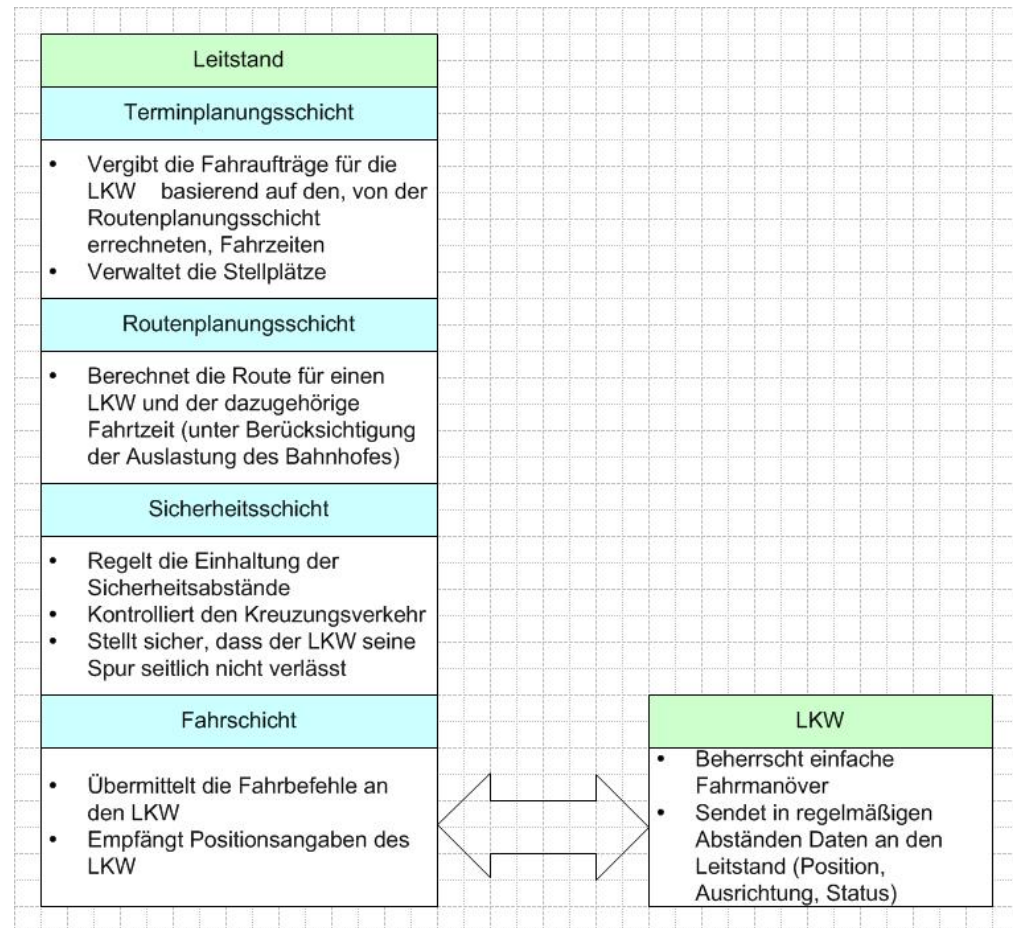 Leitstand
Terminplanungsschicht
• Vergibt die Fahraufträge für die
LKW basierend auf den, von der
Routenplanungsschicht
errechneten, Fahrzeiten
• Verwaltet die Stellplätze
Routenplanungsschicht
• Berechnet die Route für einen
LKW und der dazugehörige
Fahrtzeit (unter Berücksichtigung
der Auslastung des Bahnhofes)
Sicherheitsschicht
• Regelt die Einhaltung der
Sicherheitsabstände
• Kontrolliert den Kreuzungsverkehr
• Stellt sicher, dass der LKW seine
Spur seitlich nicht verlässt
Fahrschicht
• Übermittelt die Fahrbefehle an
den LKW
• Empfängt Positionsangaben des
LKW
LKW
• Beherrscht einfache
Fahrmanöver
• Sendet in regelmäßigen
Abständen Daten an den
Leitstand (Position,
Ausrichtung, Status)